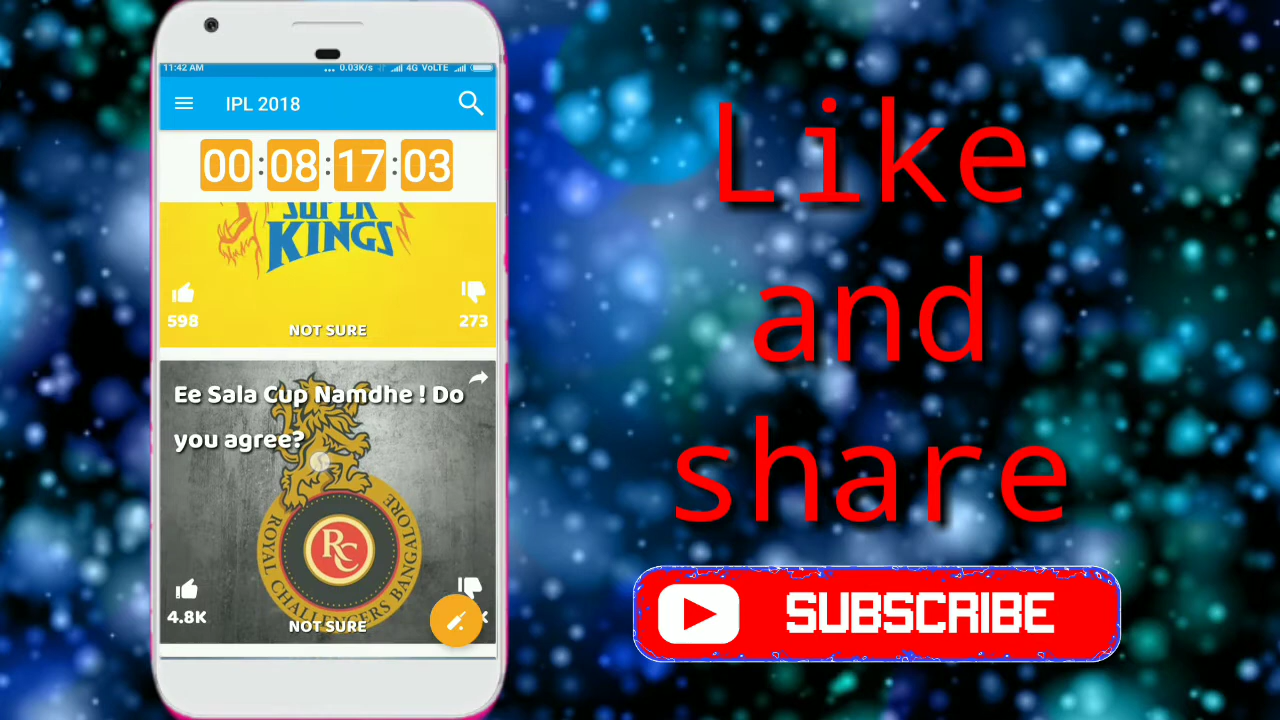 11:42 AM
... 0.03K/s 4G VoLTE
IPL 2018
00:08:17:03
SUPER
KINGS
598
273
NOT SURE
Ee Sala Cup Namdhe ! Do
you agree?
RC
ROYAL CHALLENGERS BANGALORE
4.8K
NOT SURE
Like
and
share
SUBSCRIBE